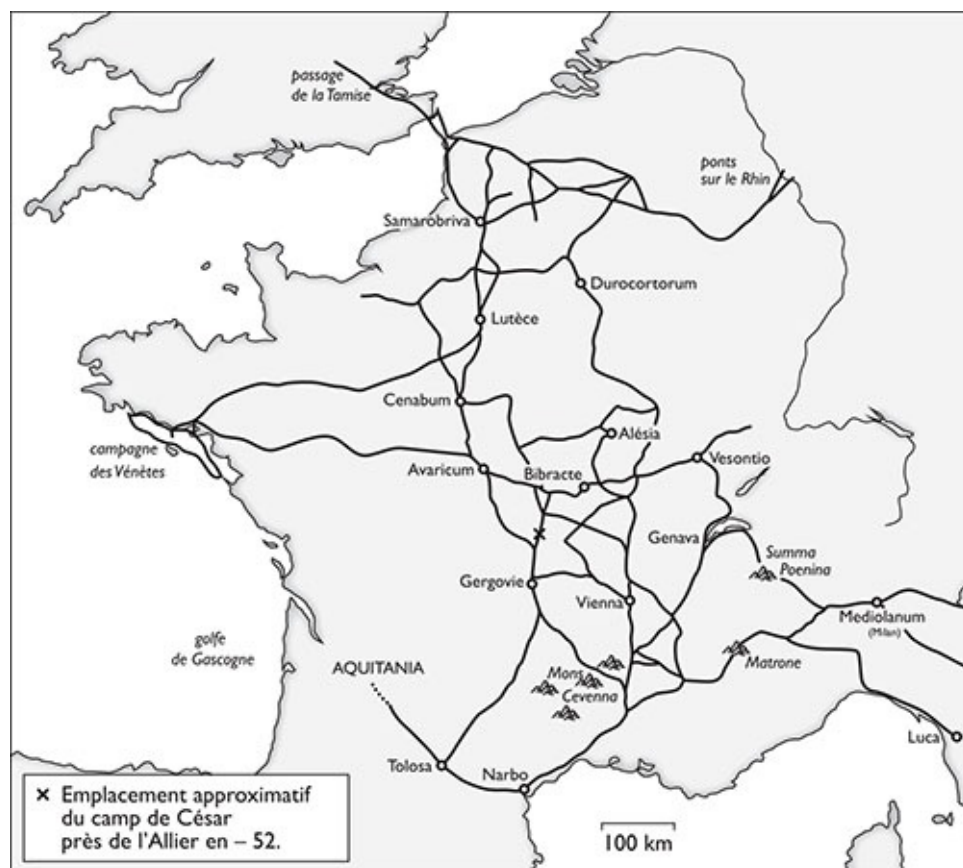 passage
de la Tamise
ponts
sur le Rhin
Samarobriva
Durocortorum
Lutèce
Cenabum
campagne
des Vénètes
Alésia
Avaricum
Bibracte
Vesontio
Genava
Summa
Poenina
Gergovie
Vienna
Mediolanum
(Milan)
golfe
de Gascogne
AQUITANIA
Mons
Cevenna
Matrone
Luca
Tolosa
Narbo
× Emplacement approximatif
du camp de César
près de l'Allier en – 52.
100 km